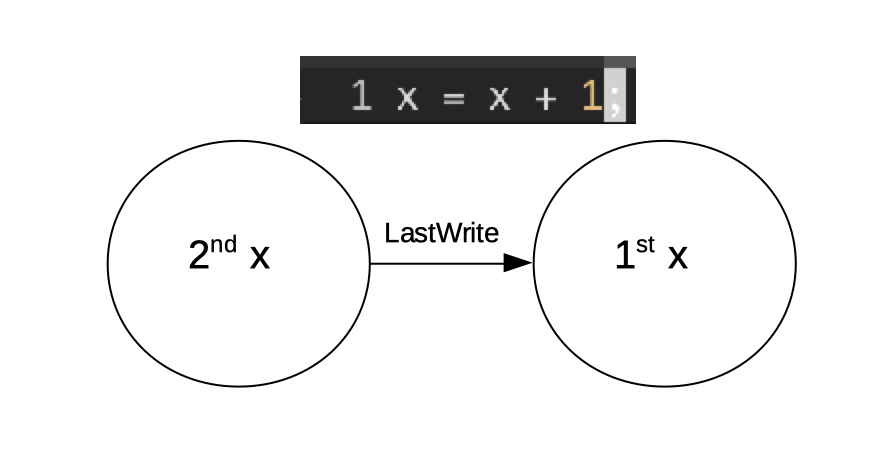 1 x = x + 1;
LastWrite
2nd x
1st x